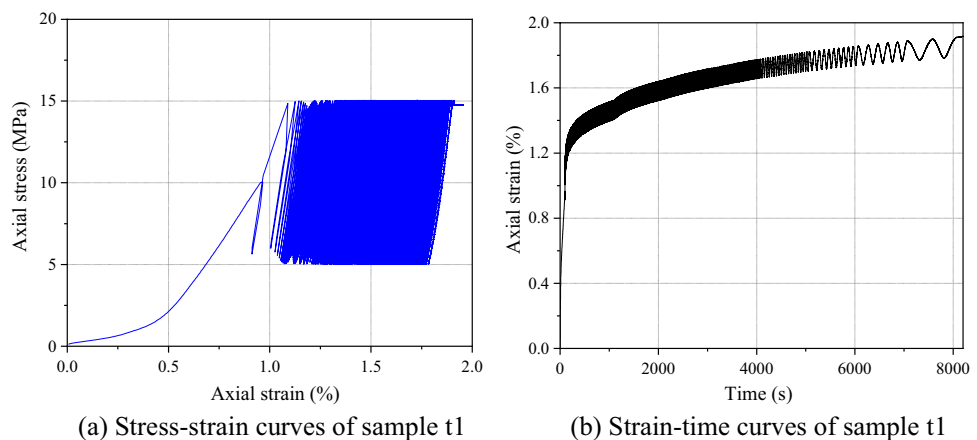 20
15
10
5
0
Axial stress (MPa)
0.0 0.5 1.0 1.5 2.0
Axial strain (%)
(a) Stress-strain curves of sample t1
2.0
1.6
1.2
0.8
0.4
0.0
Axial strain (%)
0 2000 4000 6000 8000
Time (s)
(b) Strain-time curves of sample t1